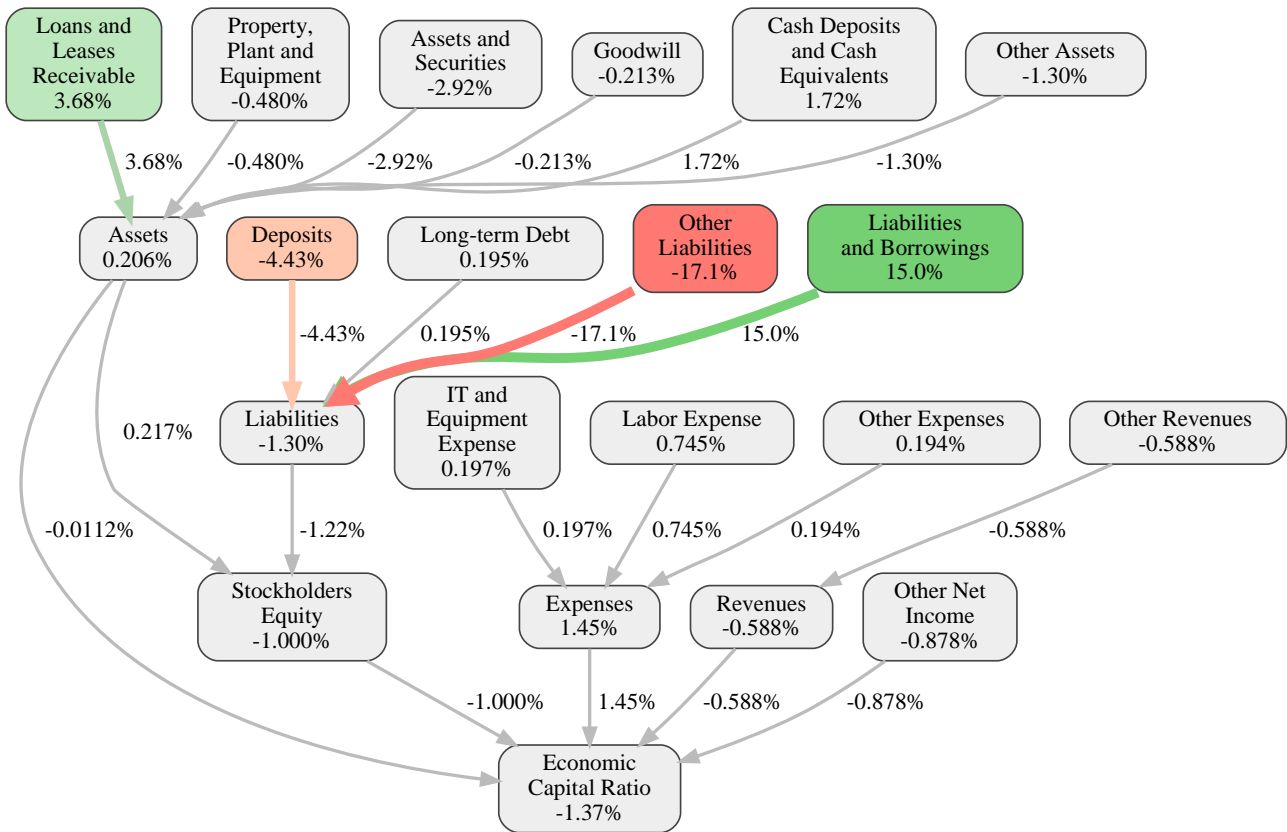 Loans and
Leases
Receivable
3.68%
Property,
Plant and
Equipment
-0.480%
Assets and
Securities
-2.92%
Goodwill
-0.213%
Cash Deposits
and Cash
Equivalents
1.72%
Other Assets
-1.30%
3.68%
-0.480%
-2.92%
-0.213%
1.72%
-1.30%
Assets
0.206%
Deposits
-4.43%
Long-term Debt
0.195%
Other
Liabilities
-17.1%
Liabilities
and Borrowings
15.0%
-4.43%
0.195%
-17.1%
15.0%
Liabilities
-1.30%
IT and
Equipment
Expense
0.197%
Labor Expense
0.745%
Other Expenses
0.194%
Other Revenues
-0.588%
0.217%
-0.0112%
-1.22%
0.197%
0.745%
0.194%
-0.588%
Stockholders
Equity
-1.000%
Expenses
1.45%
Revenues
-0.588%
Other Net
Income
-0.878%
-1.000%
1.45%
-0.588%
-0.878%
Economic
Capital Ratio
-1.37%